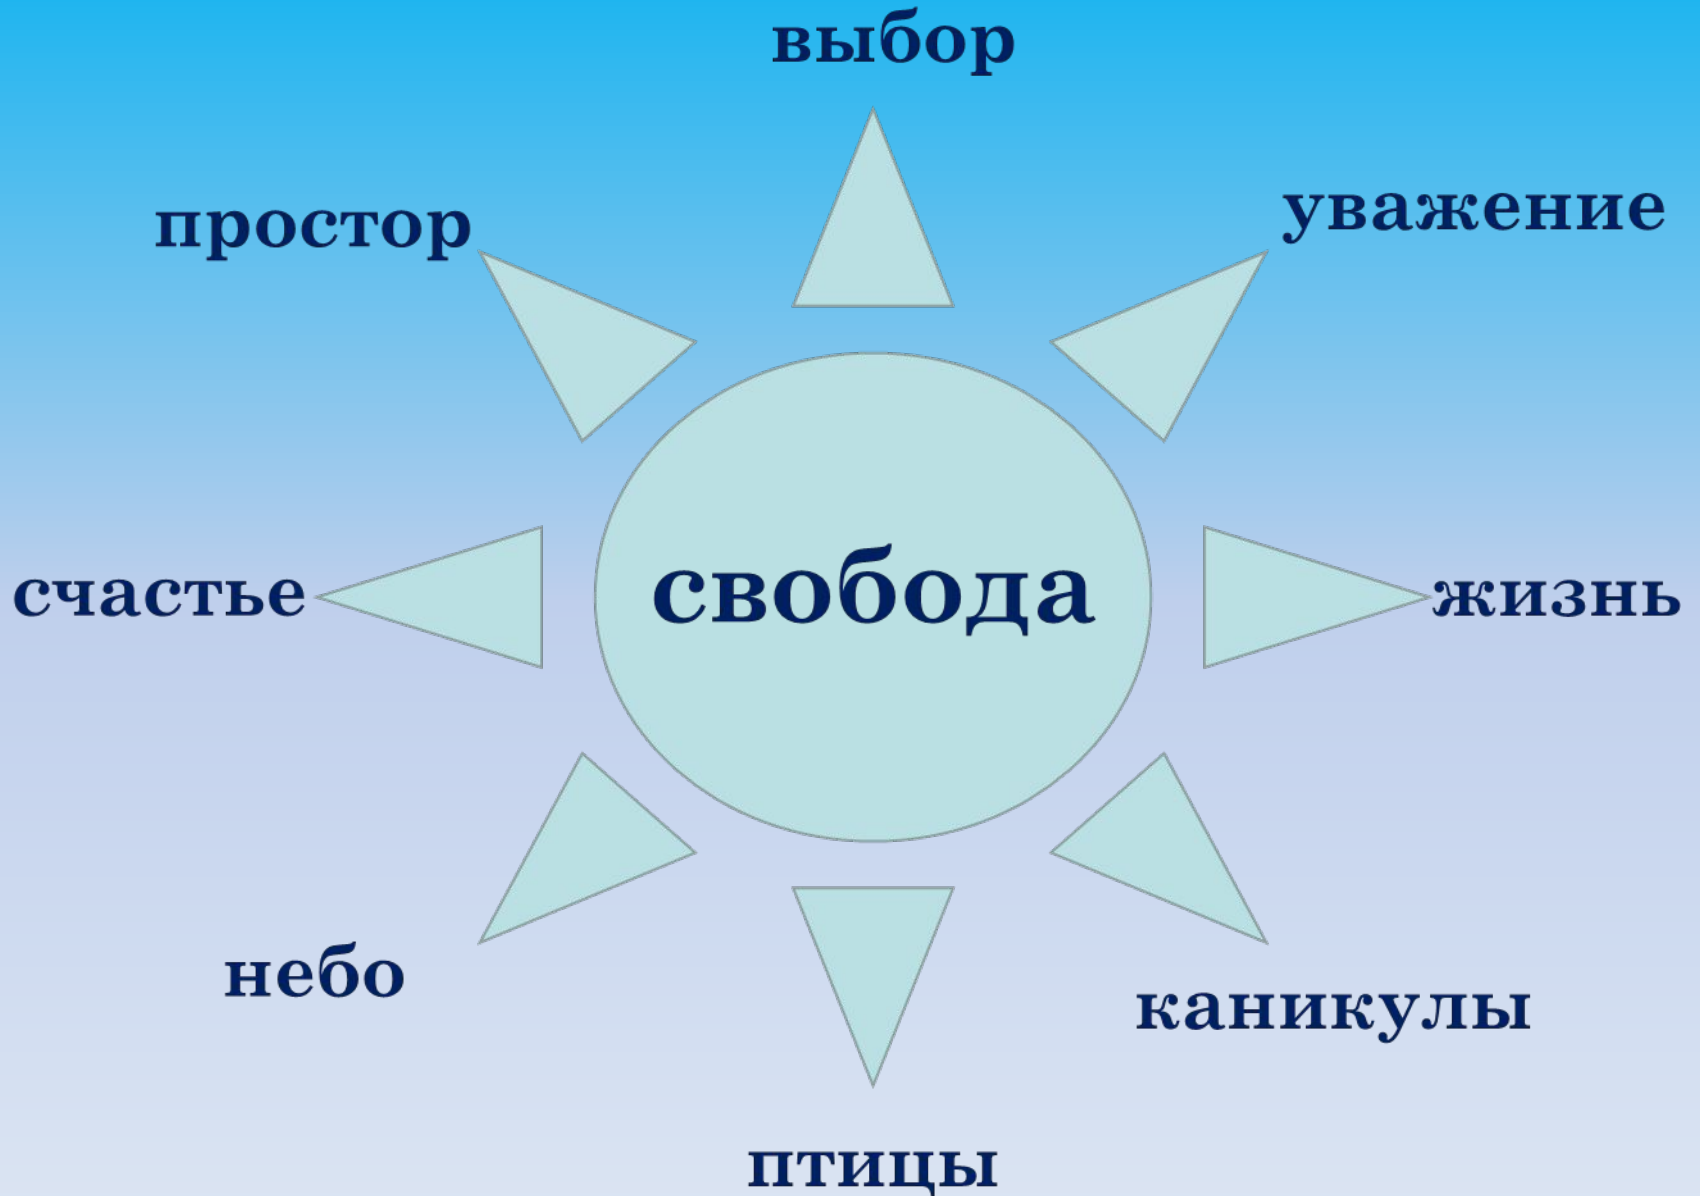 выбор
простор
уважение
счастье
свобода
жизнь
небо
каникулы
птицы